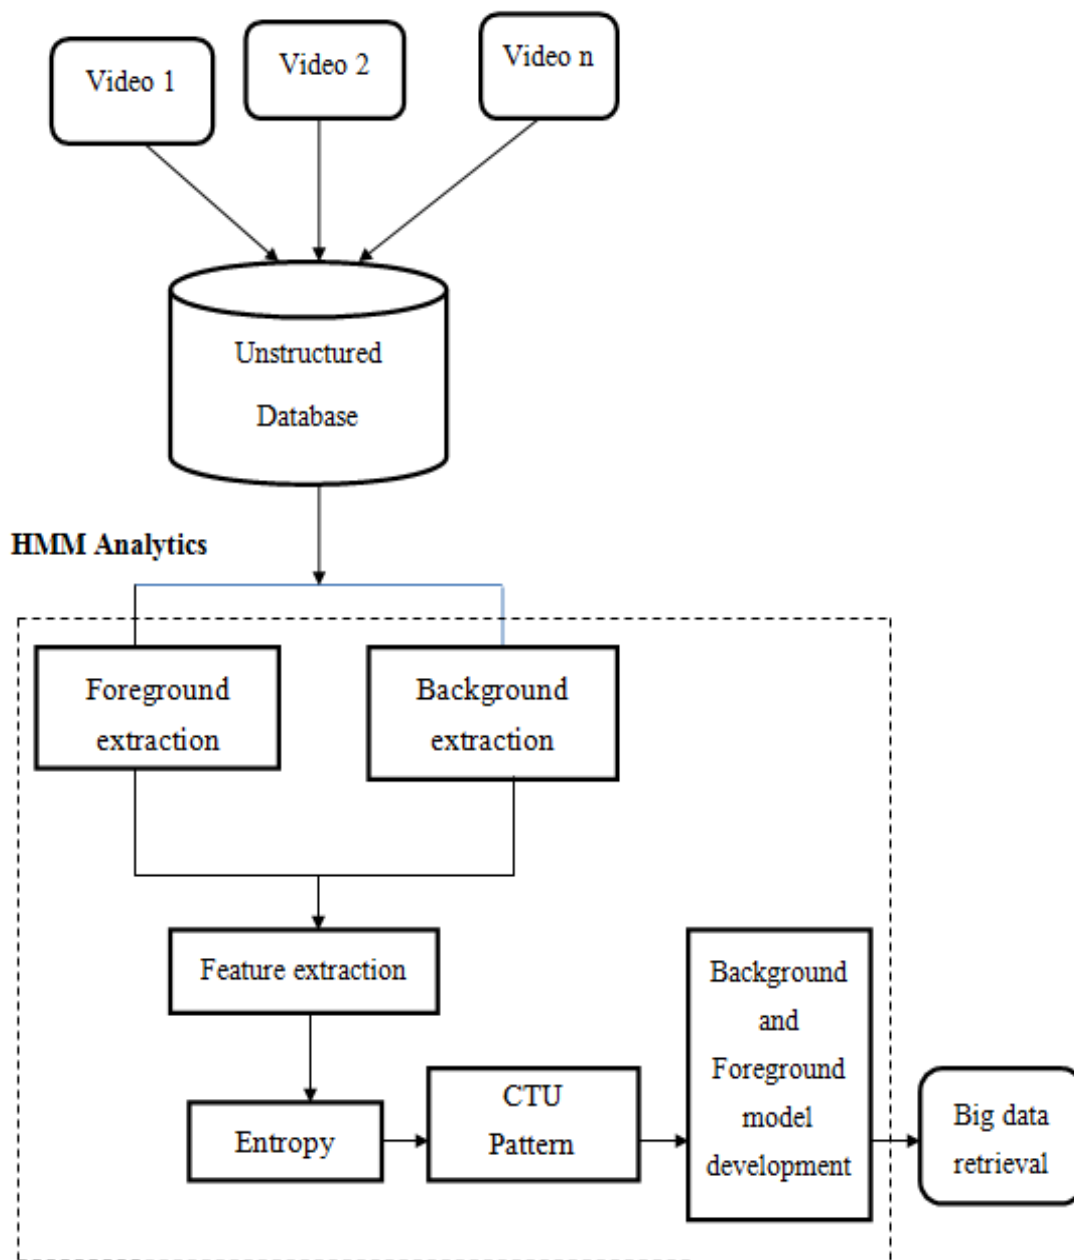 Video 1
Video 2
Video n
Unstructured
Database
HMM Analytics
Foreground
extraction
Background
extraction
Feature extraction
Entropy
CTU
Pattern
Background
and
Foreground
model
development
Big data
retrieval